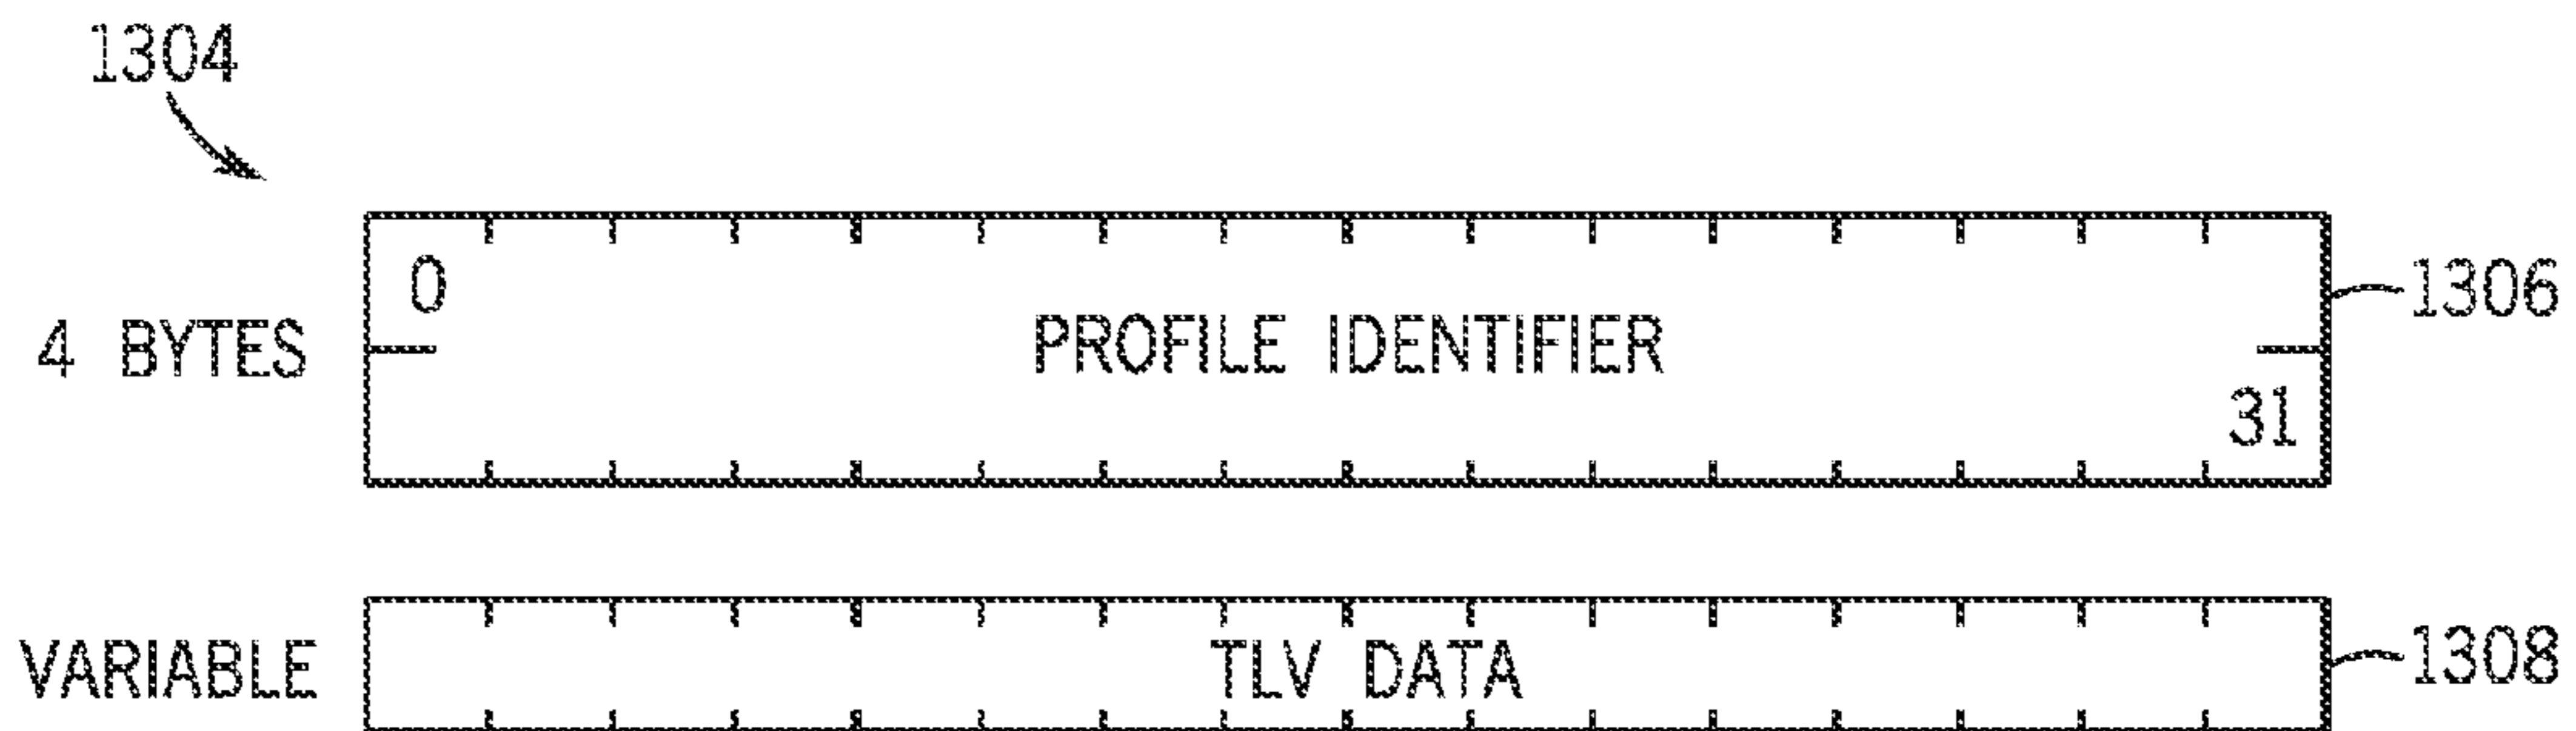 1304
0
1306
4 BYTES
PROFILE IDENTIFIER
31
VARIABLE
TLV DATA
1308